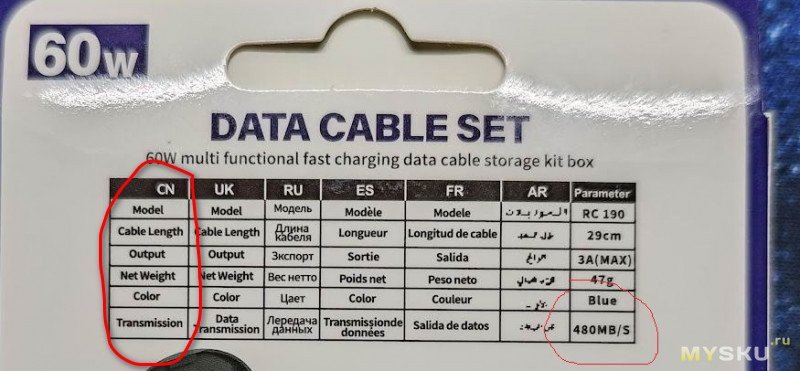 60W
DATA CABLE SET
60W multi functional fast charging data cable storage kit box
CN UK RU ES FR AR Parameter
Model Model Модель Modèle Modele RC 190
Cable Length Cable Length Длина кабеля Longueur Longitud de cable 29cm
Output Output Экспорт Sortie Salida 3A(MAX)
Net Weight Net Weight Вес нетто Poids net Peso neto 47g
Color Color Цвет Color Couleur Blue
Transmission Data Transmission Передача данных Transmissionde données Salida de datos 480MB/S
MYSKU.ru